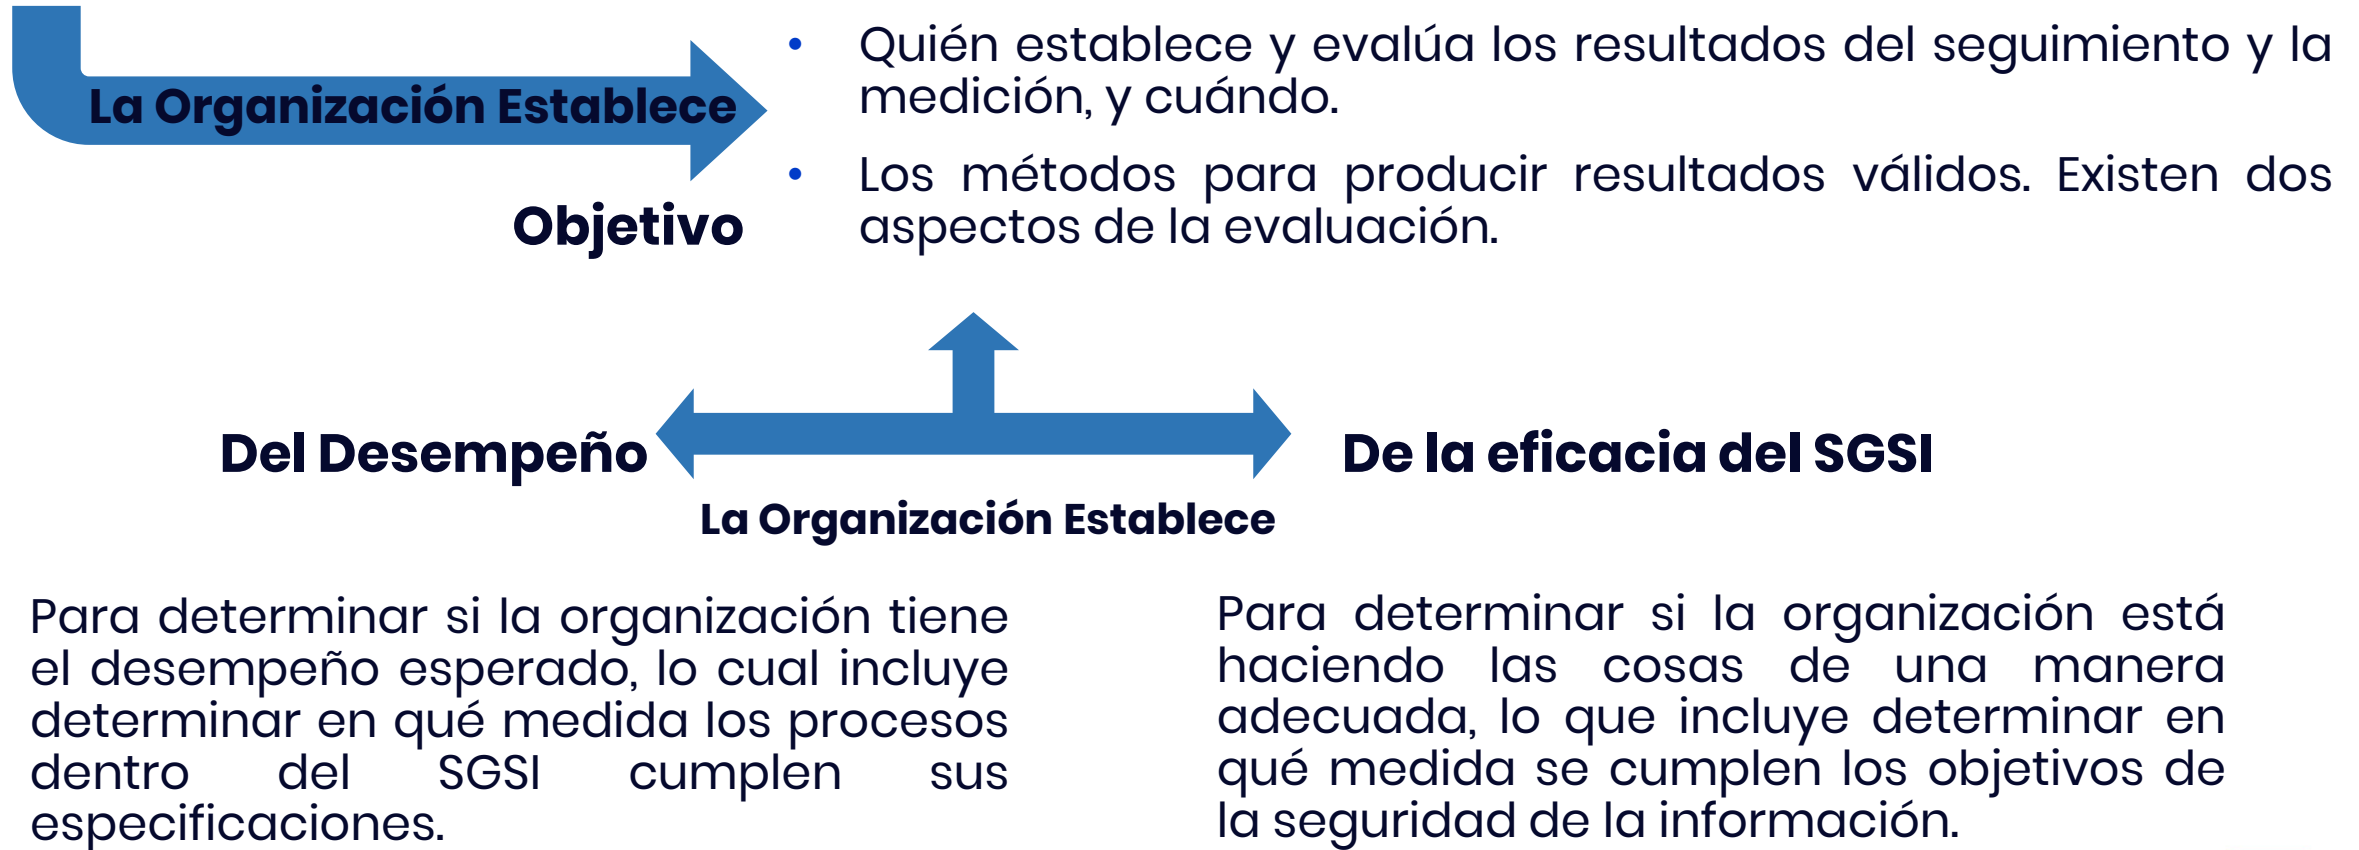 La Organización Establece
Objetivo
• Quién establece y evalúa los resultados del seguimiento y la
medición, y cuándo.
• Los métodos para producir resultados válidos. Existen dos
aspectos de la evaluación.
Del Desempeño
De la eficacia del SGSI
La Organización Establece
Para determinar si la organización tiene
el desempeño esperado, lo cual incluye
determinar en qué medida los procesos
dentro del SGSI cumplen sus
especificaciones.
Para determinar si la organización está
haciendo las cosas de una manera
adecuada, lo que incluye determinar en
qué medida se cumplen los objetivos de
la seguridad de la información.